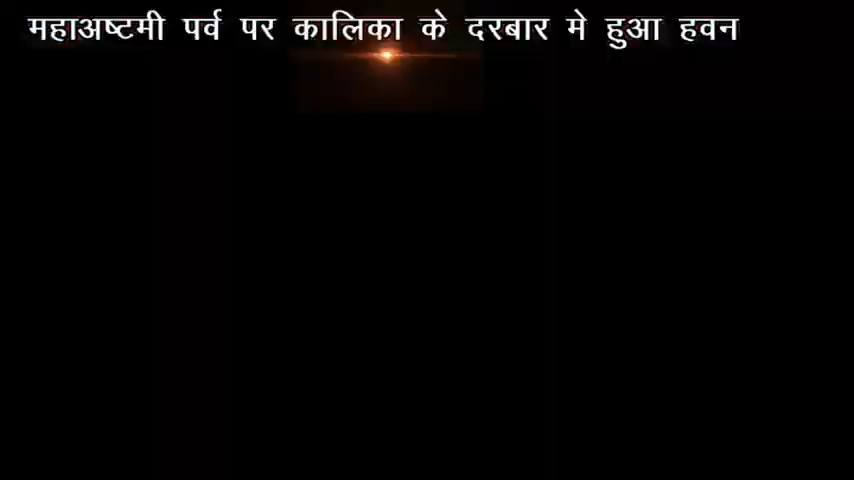 महाअष्टमी पर्व पर कालिका के दरबार मे हुआ हवन